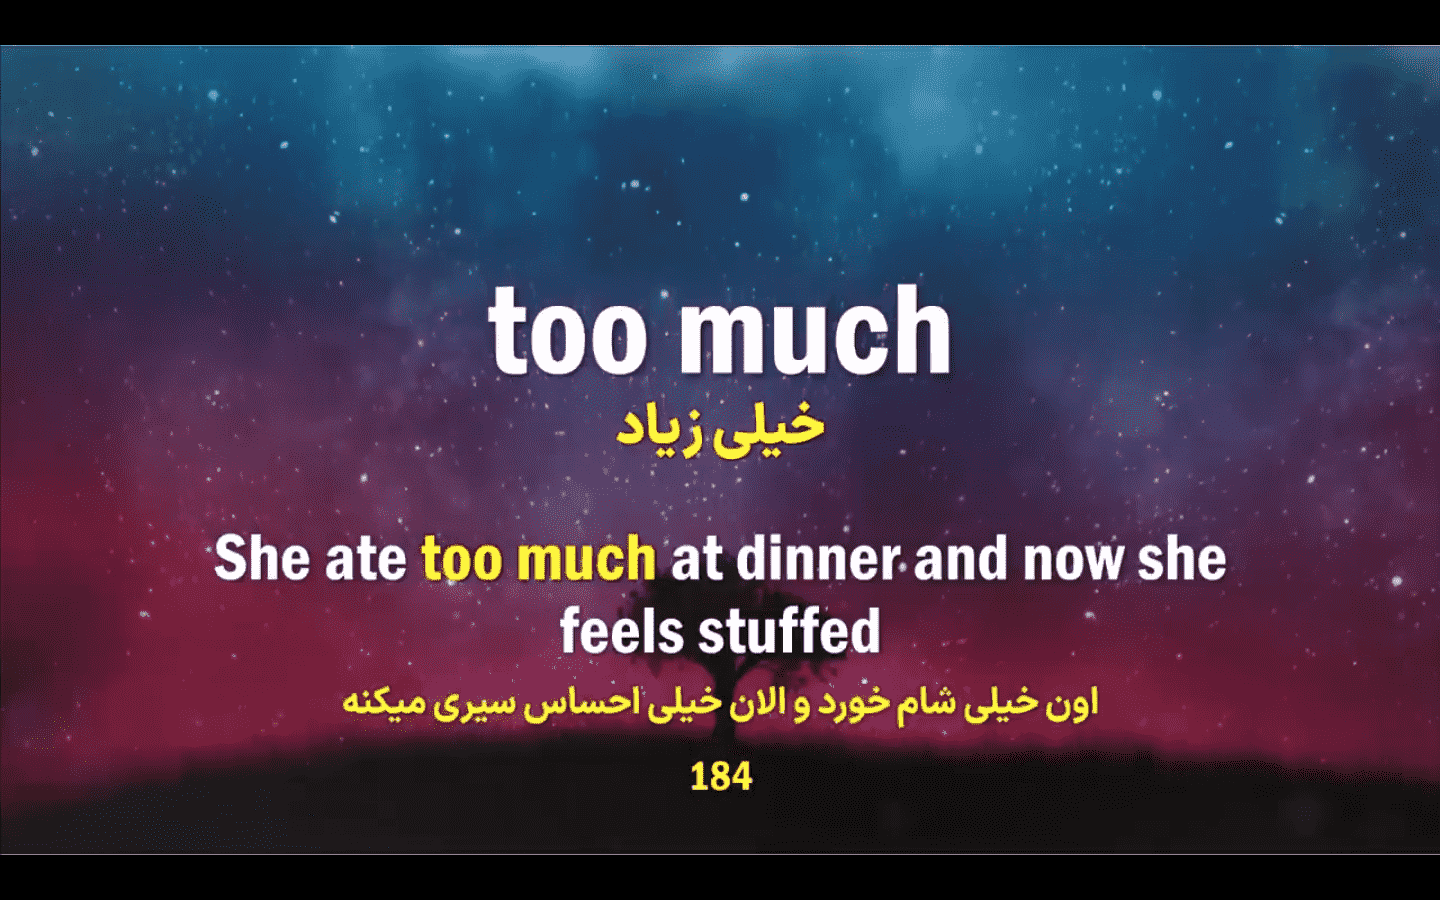 too much
خیلی زیاد
She ate too much at dinner and now she
feels stuffed
اون خیلی شام خورد و الان خیلی احساس سیری میکنه
184